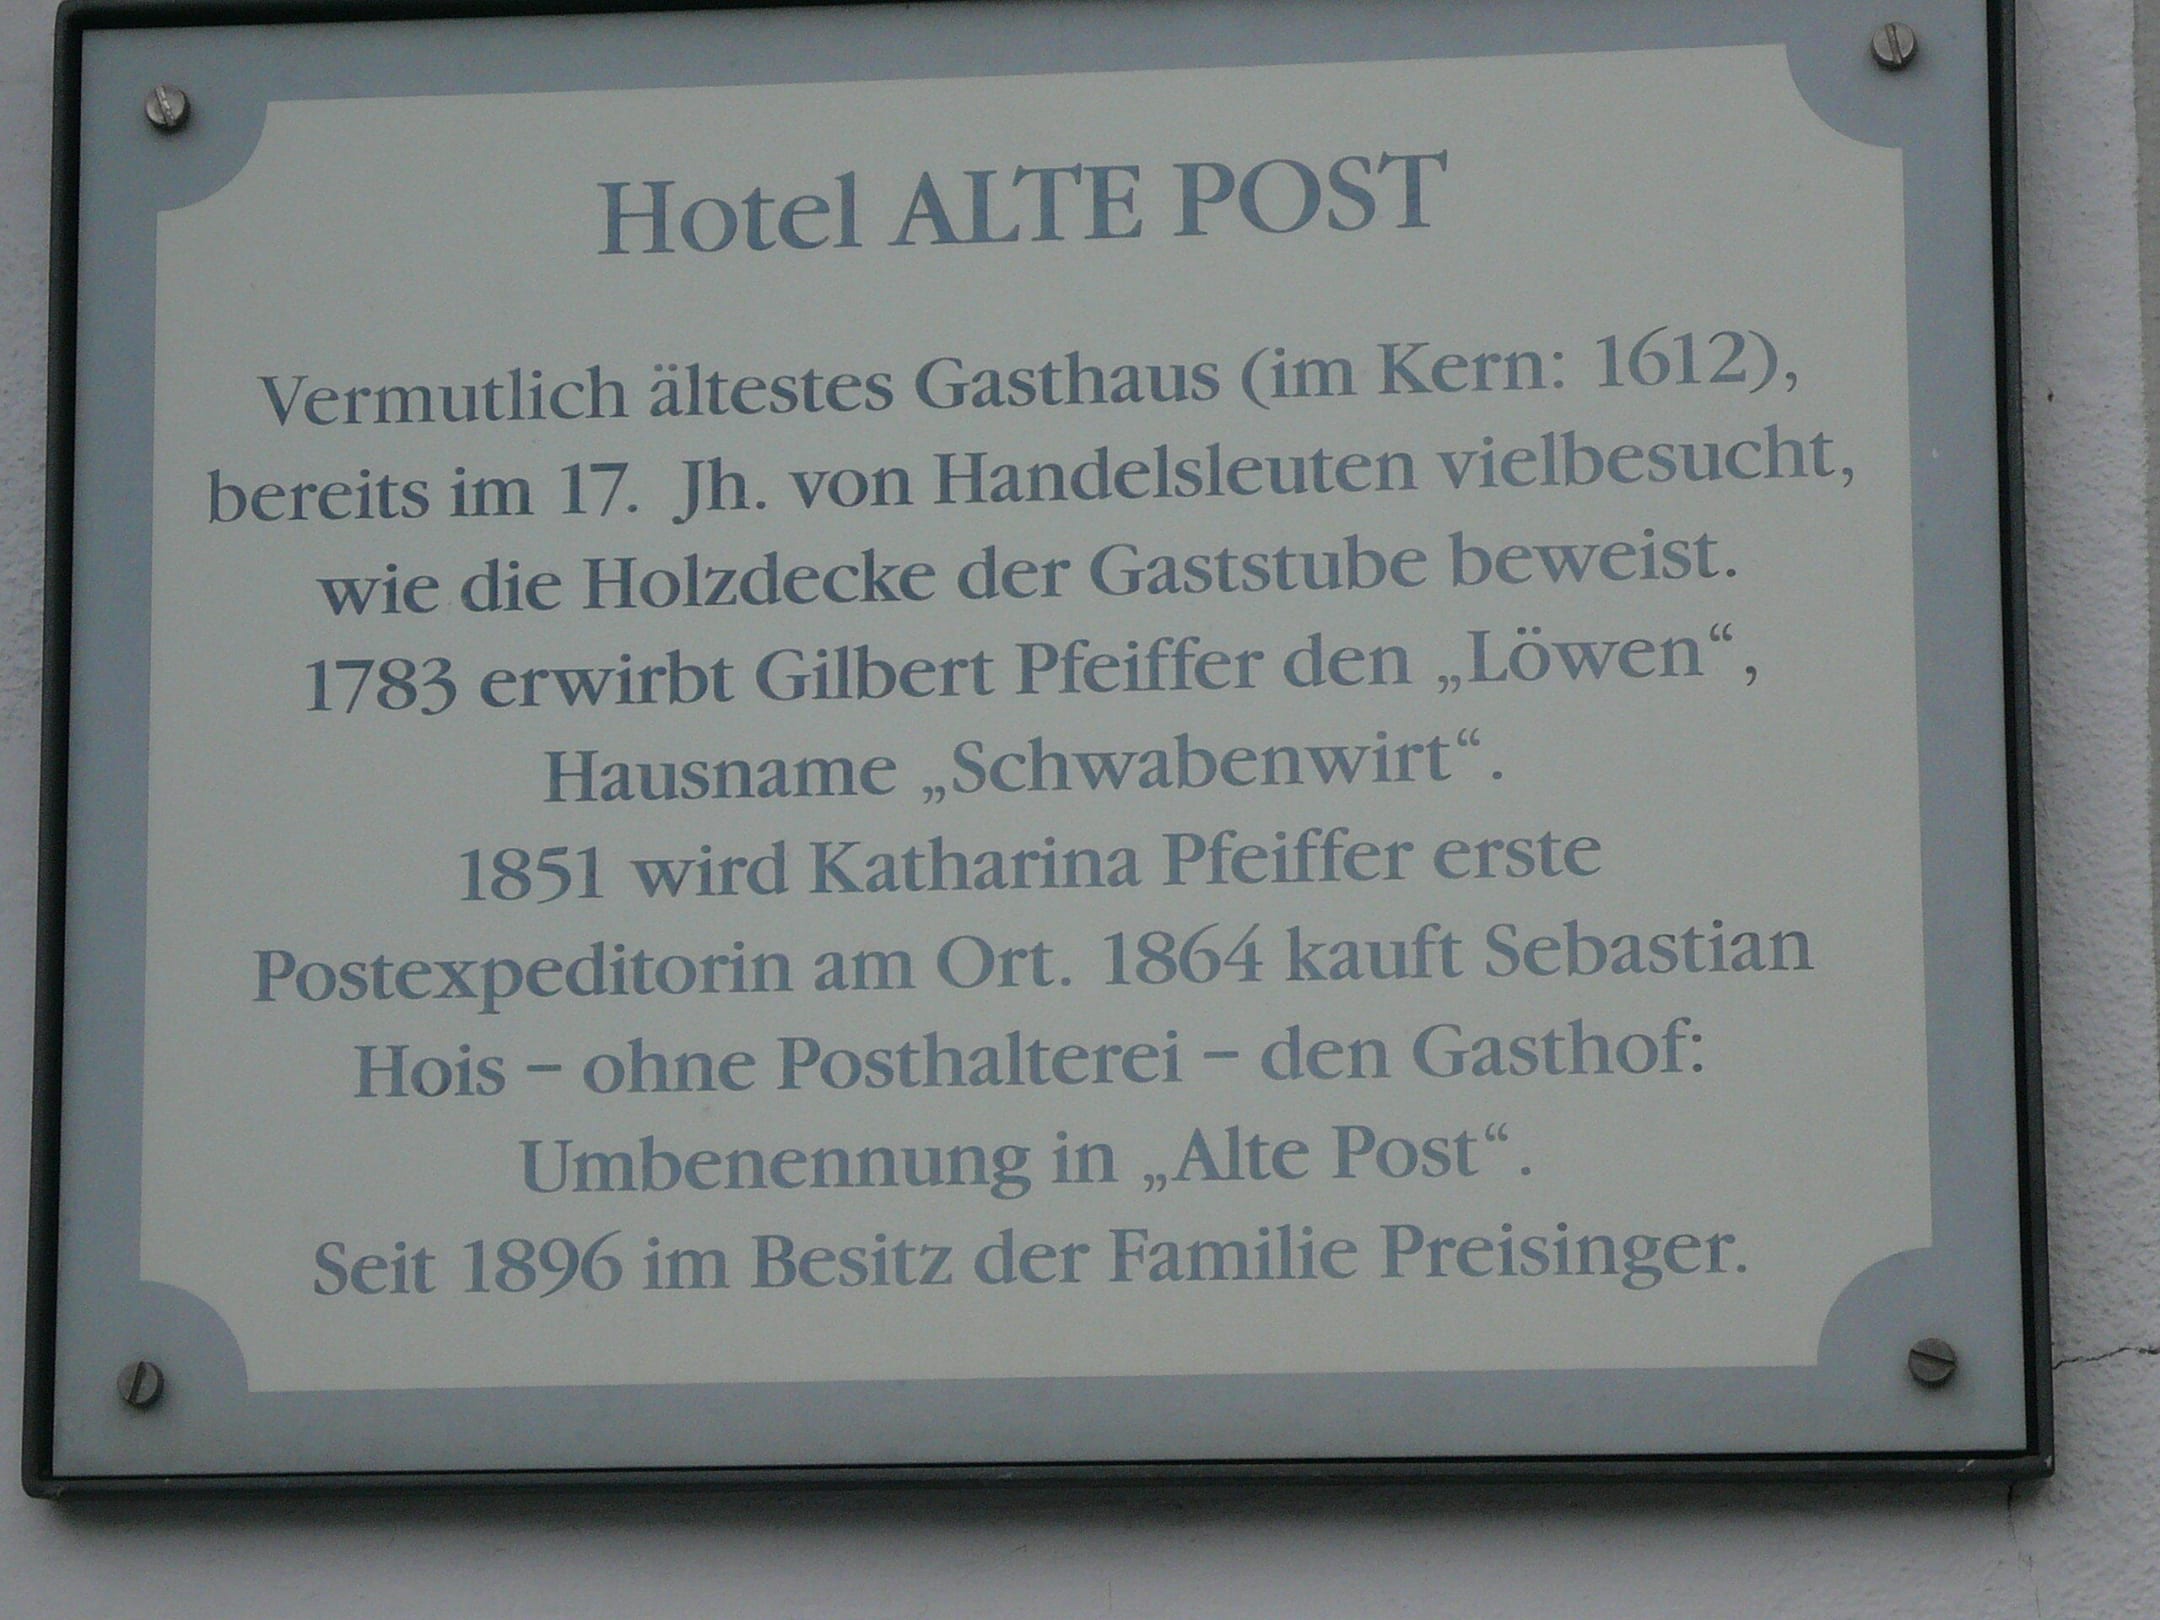 Hotel ALTE POST
Vermutlich ältestes Gasthaus (im Kern: 1612),
bereits im 17. Jh. von Handelsleuten vielbesucht,
wie die Holzdecke der Gaststube beweist.
1783 erwirbt Gilbert Pfeiffer den „Löwen“,
Hausname „Schwabenwirt“.
1851 wird Katharina Pfeiffer erste
Postexpeditorin am Ort. 1864 kauft Sebastian
Hois – ohne Posthalterei – den Gasthof:
Umbenennung in „Alte Post“.
Seit 1896 im Besitz der Familie Preisinger.